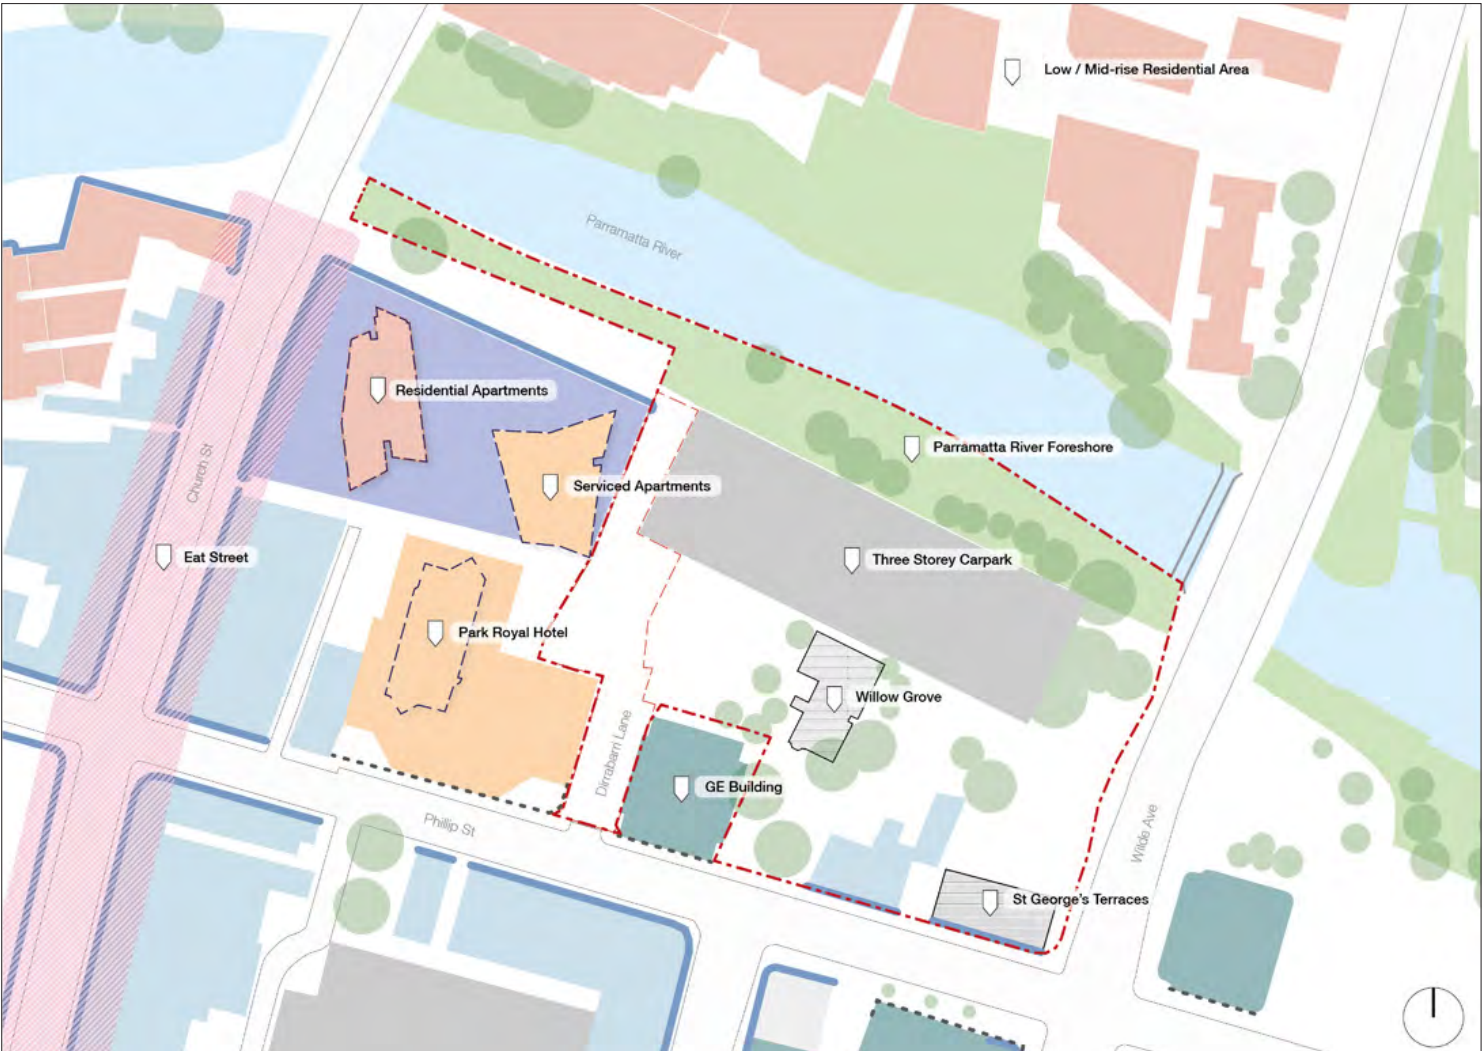 Low / Mid-rise Residential Area
Parramatta River
Residential Apartments
Parramatta River Foreshore
Serviced Apartments
Church St
Eat Street
Three Storey Carpark
Park Royal Hotel
Willow Grove
Dirrabarri Lane
GE Building
Phillip St
Wilde Ave
St George's Terraces